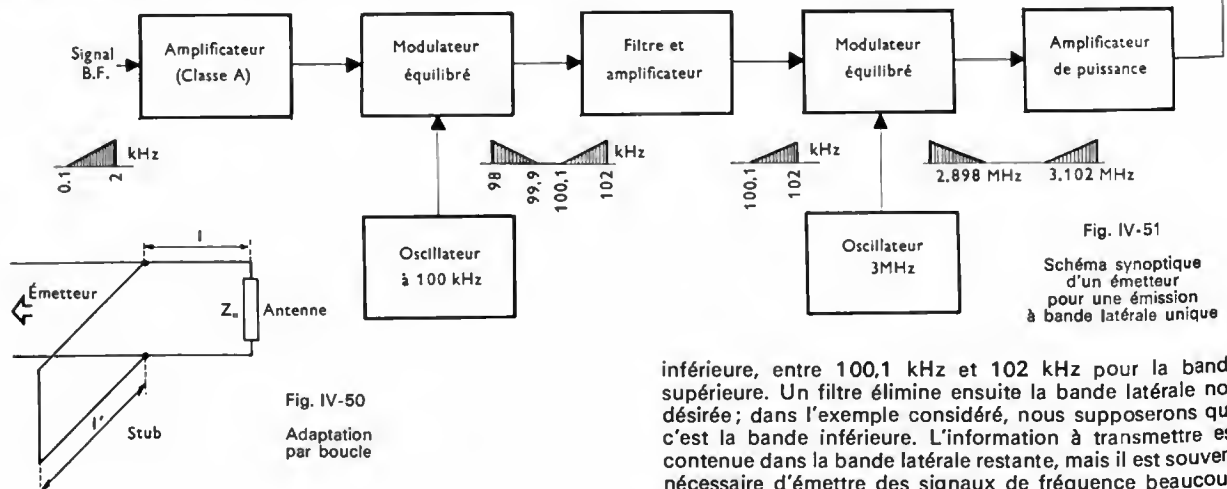 Signal
B.F.
Amplificateur
(Classe A)
Modulateur
équilibré
Filtre et
amplificateur
Modulateur
équilibré
Amplificateur
de puissance
0.1
2
kHz
98
99,9
100,1
102
kHz
100,1
102
kHz
2.898 MHz
3.102 MHz
Oscillateur
à 100 kHz
Oscillateur
3MHz
Fig. IV-51
Schéma synoptique
d'un émetteur
pour une émission
à bande latérale unique
l
Émetteur
Antenne
l'
Stub
Fig. IV-50
Adaptation
par boucle
inférieure, entre 100,1 kHz et 102 kHz pour la band
supérieure. Un filtre élimine ensuite la bande latérale no
désirée; dans l'exemple considéré, nous supposerons qu
c'est la bande inférieure. L'information à transmettre es
contenue dans la bande latérale restante, mais il est souven
nécessaire d'émettre des signaux de fréquence beaucou